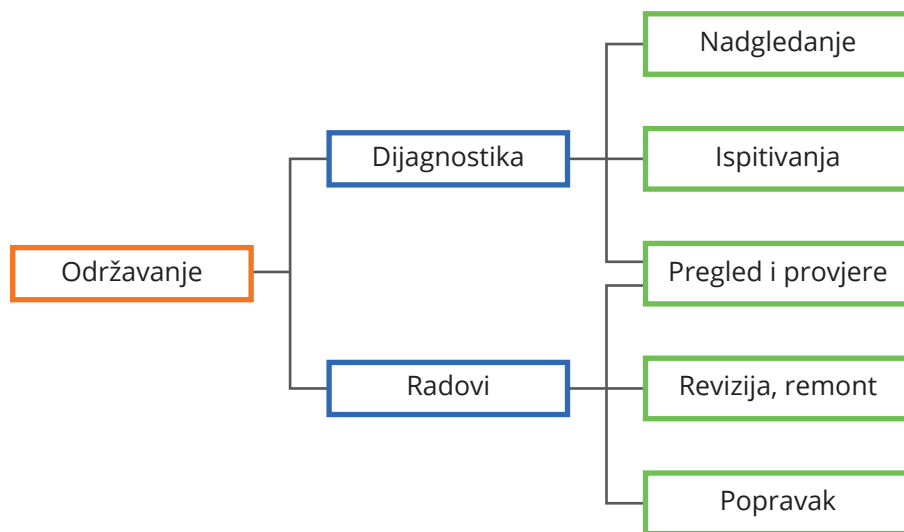 Nadgledanje
Dijagnostika
Ispitivanja
Održavanje
Pregled i provjere
Radovi
Revizija, remont
Popravak